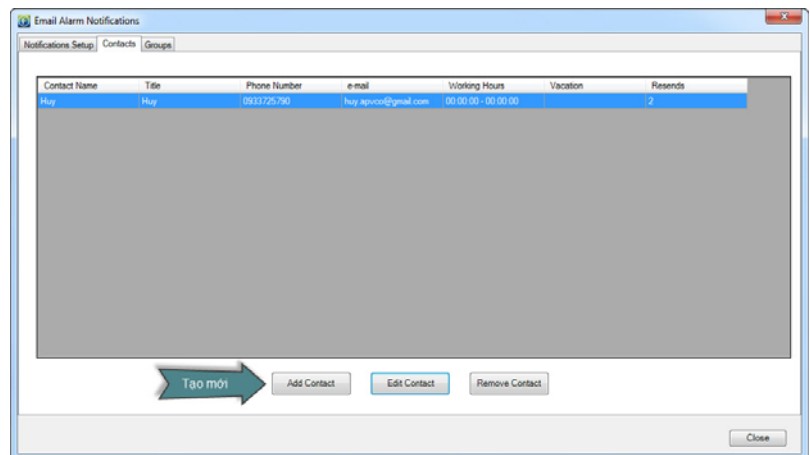 Email Alarm Notifications
Notifications Setup Contacts Groups
Contact Name Title Phone Number e-mail Working Hours Vacation Resends
Huy Huy 0933725790 huy.apvco@gmail.com 00:00:00 - 00:00:00 2
Tạo mới Add Contact Edit Contact Remove Contact
Close